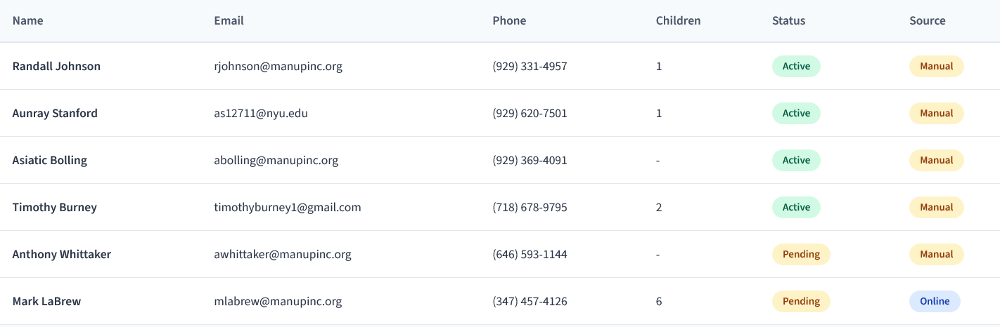 Name Email Phone Children Status Source
Randall Johnson rjohnson@manupinc.org (929) 331-4957 1 Active Manual
Aunray Stanford as12711@nyu.edu (929) 620-7501 1 Active Manual
Asiatic Bolling abolling@manupinc.org (929) 369-4091 - Active Manual
Timothy Burney timothyburney1@gmail.com (718) 678-9795 2 Active Manual
Anthony Whittaker awhittaker@manupinc.org (646) 593-1144 - Pending Manual
Mark LaBrew mlabrew@manupinc.org (347) 457-4126 6 Pending Online